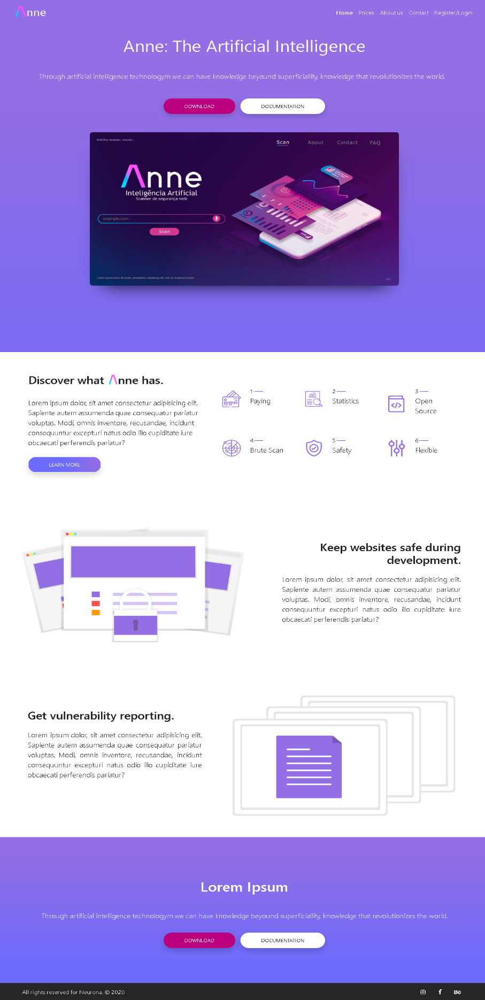 Anne
Home Prices About us Contact Register/Login
Anne: The Artificial Intelligence
Through artificial intelligence technologym we can have knowledge beyound superficiallity, knowledge that revolutionizes the world.
DOWNLOAD DOCUMENTATION
Installing necessary modules...
Scan About Contact FAQ
Anne
Inteligência Artificial
Scanner de segurança web
example.com
Scan
Lorem ipsum dolor sit amet, consectetur adipiscing elit, sed do eiusmod tempor
v2.1
Discover what Anne has.
Lorem ipsum dolor, sit amet consectetur adipisicing elit.
Sapiente autem assumenda quae consequatur pariatur
voluptas. Modi, omnis inventore, recusandae, incidunt
consequuntur excepturi natus odio illo cupiditate iure
obcaecati perferendis pariatur?
LEARN MORE
1
Paying
2
Statistics
3
Open
Source
4
Brute Scan
5
Safety
6
Flexible
Keep websites safe during
development.
Lorem ipsum dolor, sit amet consectetur adipisicing elit.
Sapiente autem assumenda quae consequatur pariatur
voluptas. Modi, omnis inventore, recusandae, incidunt
consequuntur excepturi natus odio illo cupiditate iure
obcaecati perferendis pariatur?
Get vulnerability reporting.
Lorem ipsum dolor, sit amet consectetur adipisicing elit.
Sapiente autem assumenda quae consequatur pariatur
voluptas. Modi, omnis inventore, recusandae, incidunt
consequuntur excepturi natus odio illo cupiditate iure
obcaecati perferendis pariatur?
Lorem Ipsum
Through artificial intelligence technologym we can have knowledge beyound superficiallity, knowledge that revolutionizes the world.
DOWNLOAD DOCUMENTATION
All rights reserved for Neurona. © 2020